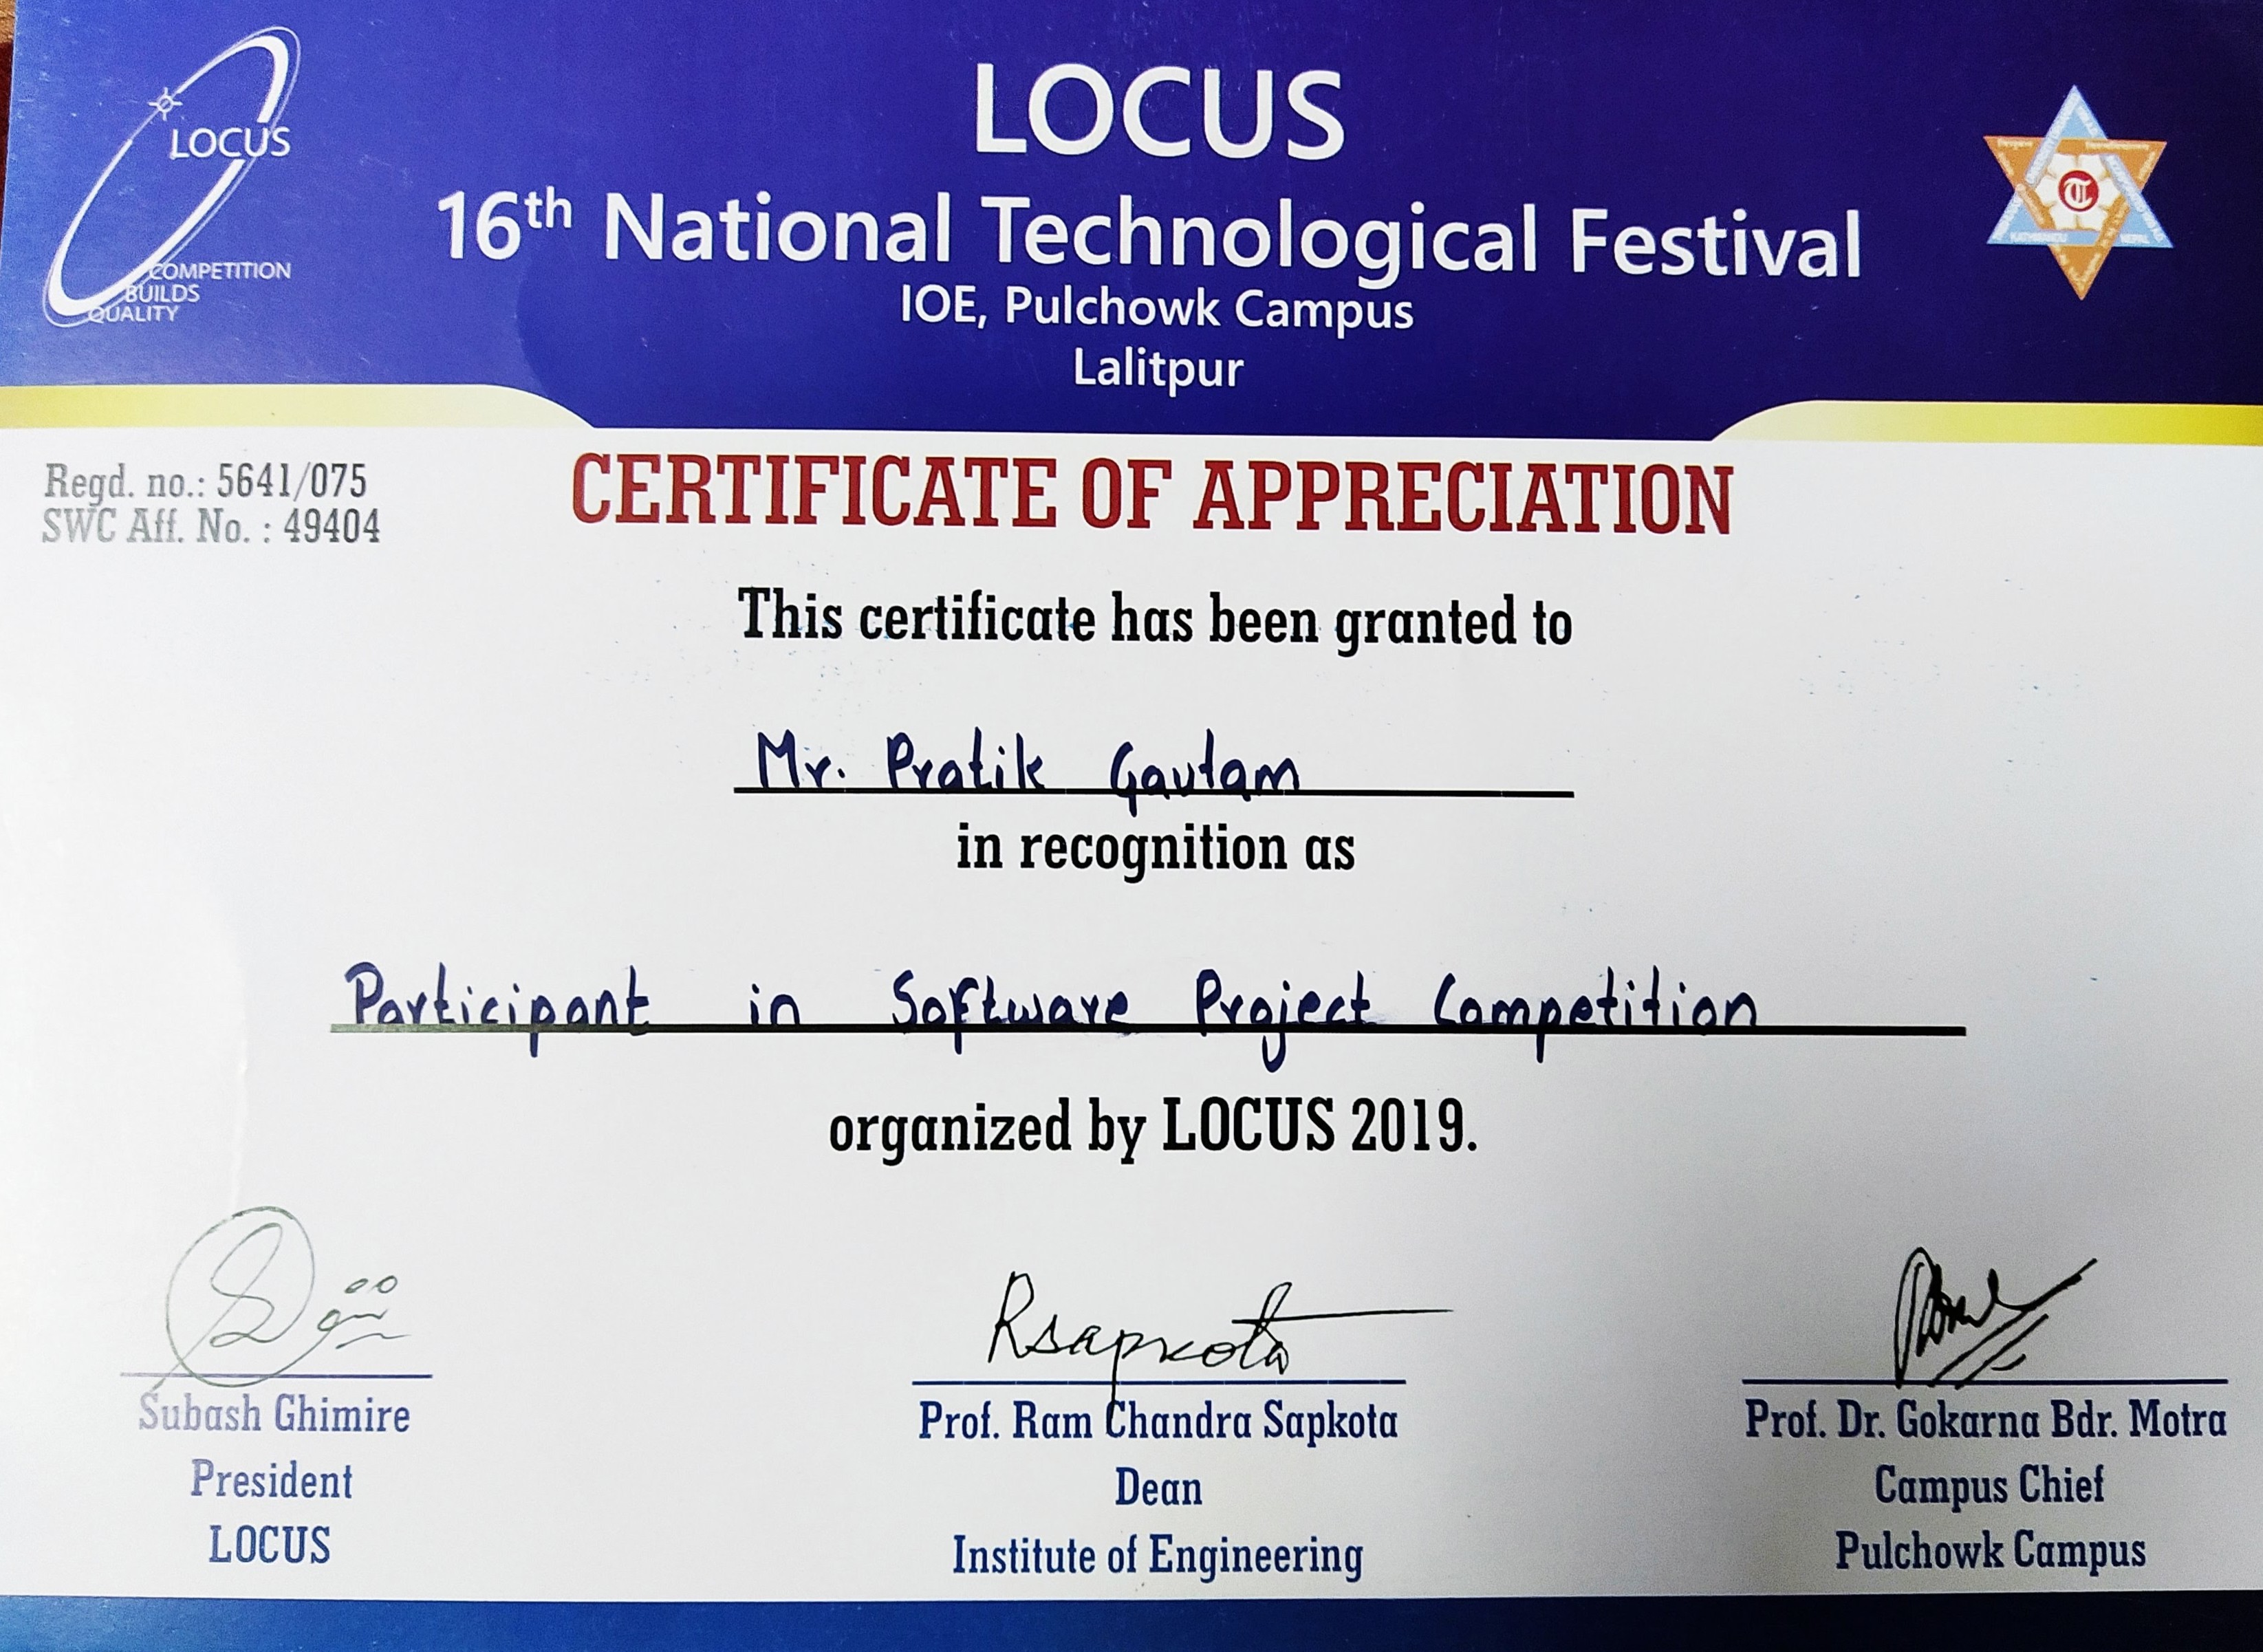 LOCUS
COMPETITION
BUILDS
QUALITY
LOCUS
16th National Technological Festival
IOE, Pulchowk Campus
Lalitpur
Regd. no.: 5641/075
SWC Aff. No. : 49404
CERTIFICATE OF APPRECIATION
This certificate has been granted to
Mr. Pratik Gautam
in recognition as
Participant in Software Project Competition
organized by LOCUS 2019.
Rsapkota
Subash Ghimire
President
LOCUS
Prof. Ram Chandra Sapkota
Dean
Institute of Engineering
Prof. Dr. Gokarna Bdr. Motra
Campus Chief
Pulchowk Campus